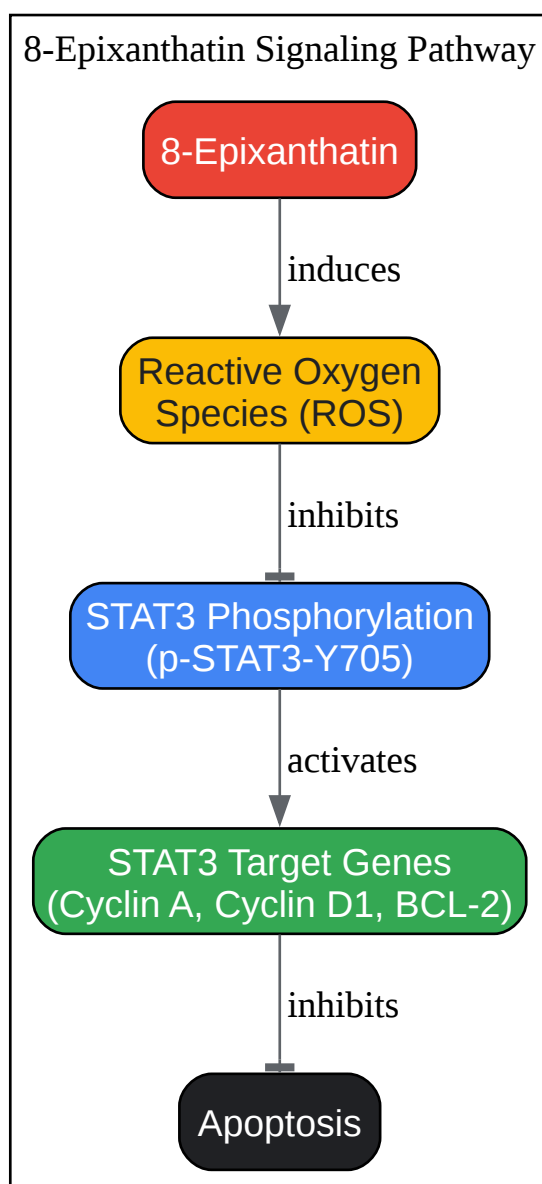 8-Epixanthatin Signaling Pathway
8-Epixanthatin
induces
Reactive Oxygen
Species (ROS)
inhibits
STAT3 Phosphorylation
(p-STAT3-Y705)
activates
STAT3 Target Genes
(Cyclin A, Cyclin D1, BCL-2)
inhibits
Apoptosis